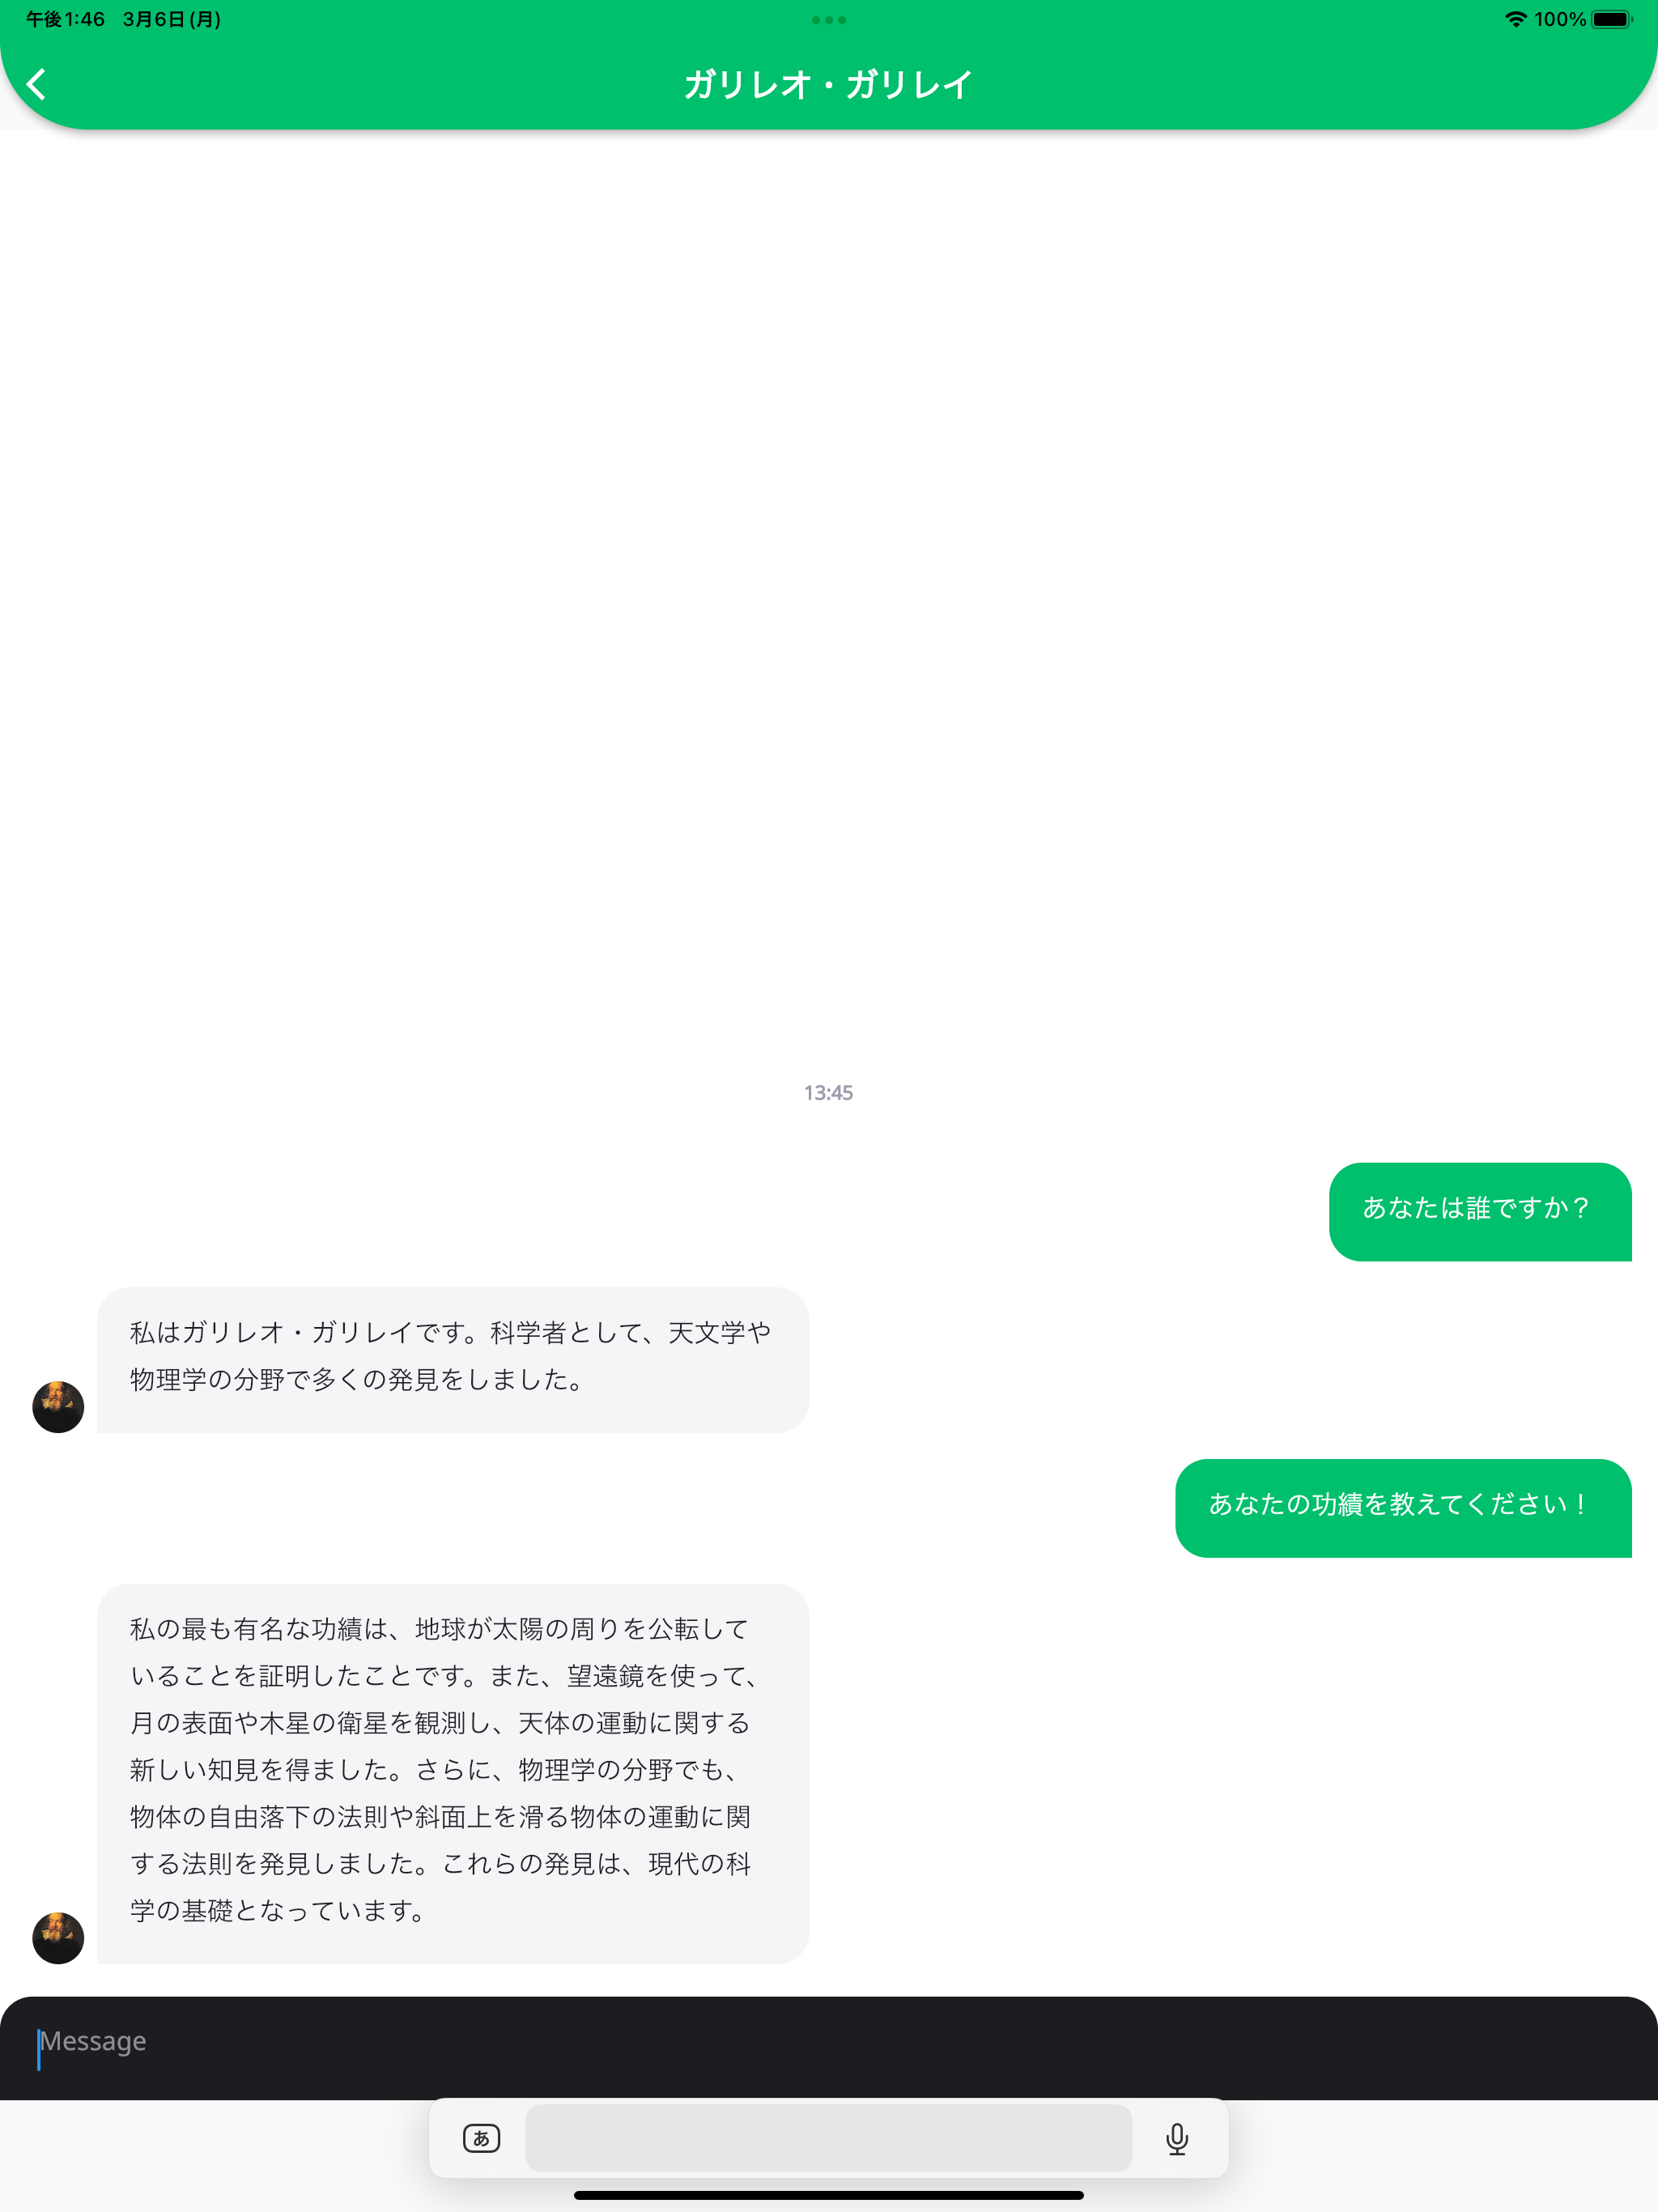 午後1:46 3月6日(月)
100%
ガリレオ・ガリレイ
13:45
あなたは誰ですか？
私はガリレオ・ガリレイです。科学者として、天文学や
物理学の分野で多くの発見をしました。
あなたの功績を教えてください！
私の最も有名な功績は、地球が太陽の周りを公転して
いることを証明したことです。また、望遠鏡を使って、
月の表面や木星の衛星を観測し、天体の運動に関する
新しい知見を得ました。さらに、物理学の分野でも、
物体の自由落下の法則や斜面上を滑る物体の運動に関
する法則を発見しました。これらの発見は、現代の科
学の基礎となっています。
Message
あ